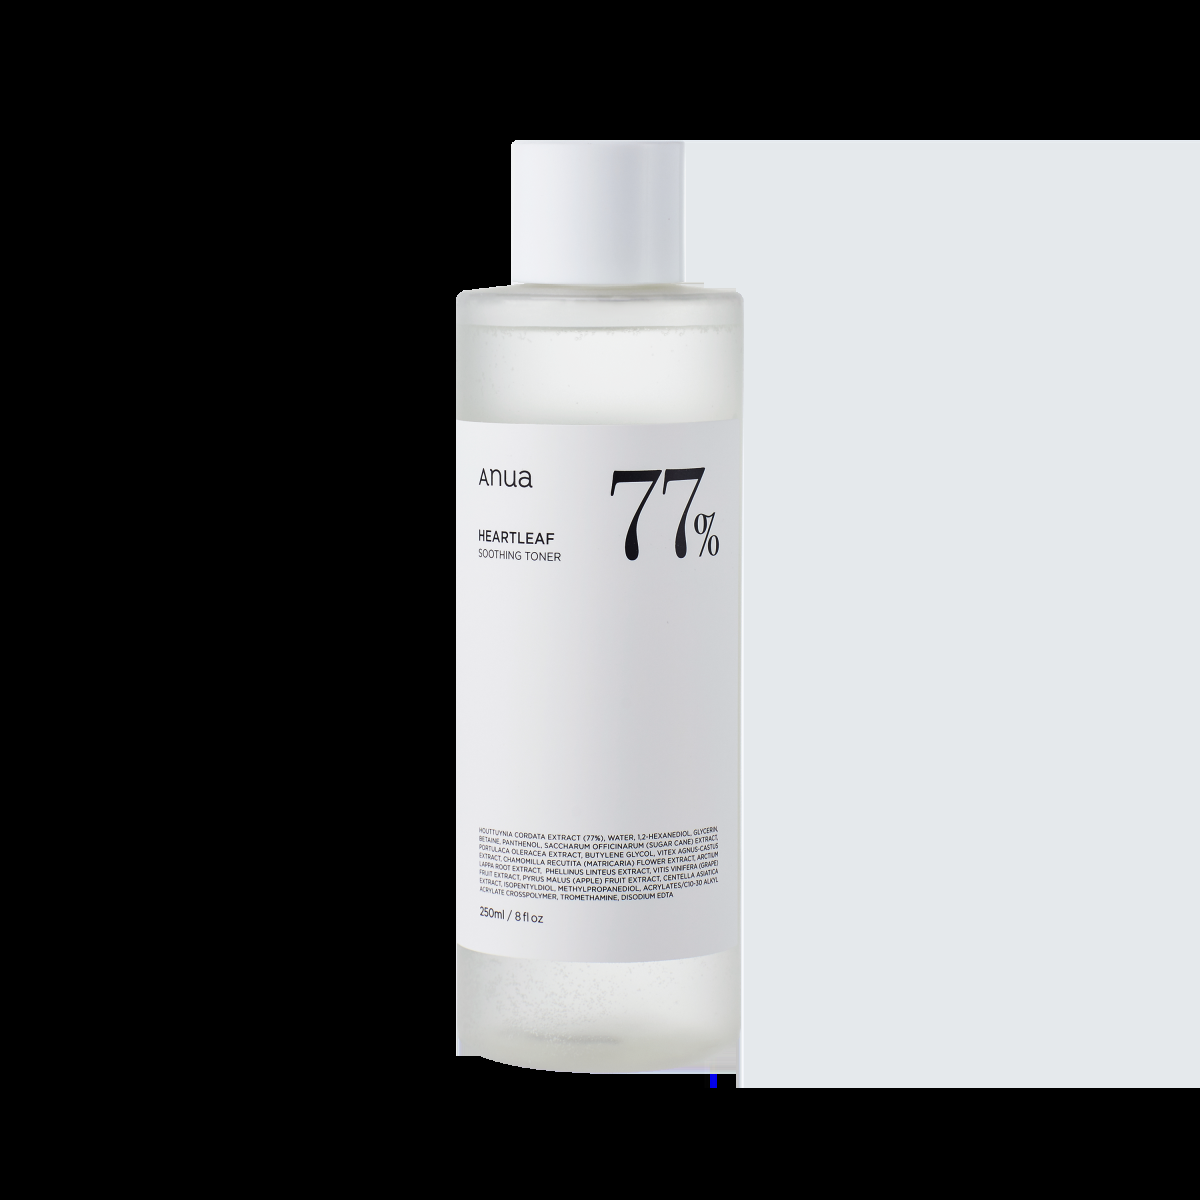 Anua
77%
HEARTLEAF
SOOTHING TONER
HOUTTUYNIA CORDATA EXTRACT (77%), WATER, 1,2-HEXANEDIOL, GLYCERIN,
BETAINE, PANTHENOL, SACCHARUM OFFICINARUM (SUGAR CANE) EXTRACT,
PORTULACA OLERACEA EXTRACT, BUTYLENE GLYCOL, VITEX AGNUS-CASTUS
EXTRACT, CHAMOMILLA RECUTITA (MATRICARIA) FLOWER EXTRACT, ARCTIUM
LAPPA ROOT EXTRACT, PHELLINUS LINTEUS EXTRACT, VITIS VINIFERA (GRAPE)
FRUIT EXTRACT, PYRUS MALUS (APPLE) FRUIT EXTRACT, CENTELLA ASIATICA
EXTRACT, ISOPENTYLDIOL, METHYLPROPANEDIOL, ACRYLATES/C10-30 ALKYL
ACRYLATE CROSSPOLYMER, TROMETHAMINE, DISODIUM EDTA
250ml / 8 fl oz